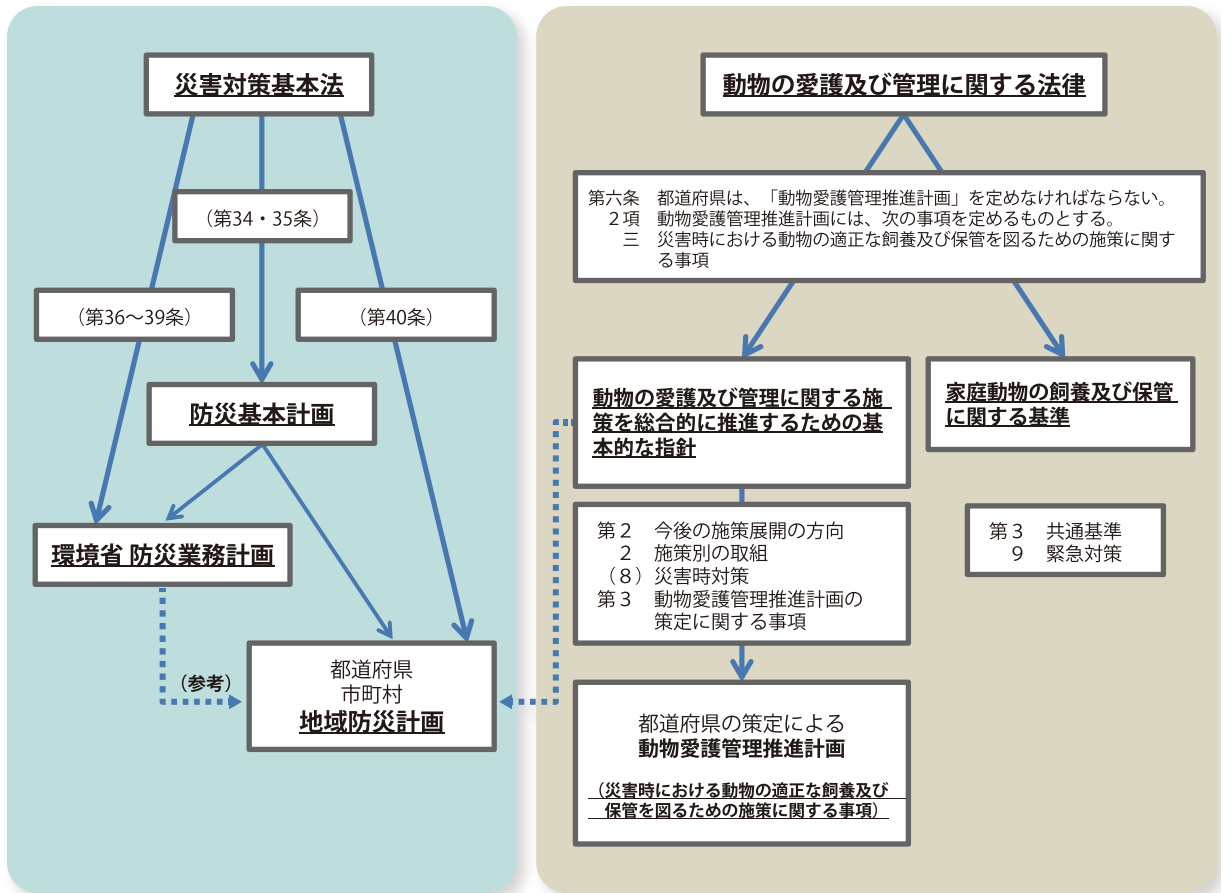 災害対策基本法
（第34・35条）
（第36～39条）
（第40条）
防災基本計画
環境省 防災業務計画
（参考）
都道府県
市町村
地域防災計画
動物の愛護及び管理に関する法律
第六条　都道府県は、「動物愛護管理推進計画」を定めなければならない。
２項　動物愛護管理推進計画には、次の事項を定めるものとする。
三　災害時における動物の適正な飼養及び保管を図るための施策に関す
る事項
動物の愛護及び管理に関する施
策を総合的に推進するための基
本的な指針
家庭動物の飼養及び保管
に関する基準
第２　今後の施策展開の方向
２　施策別の取組
（８）災害時対策
第３　動物愛護管理推進計画の
策定に関する事項
第３　共通基準
９　緊急対策
都道府県の策定による
動物愛護管理推進計画
（災害時における動物の適正な飼養及び
保管を図るための施策に関する事項）